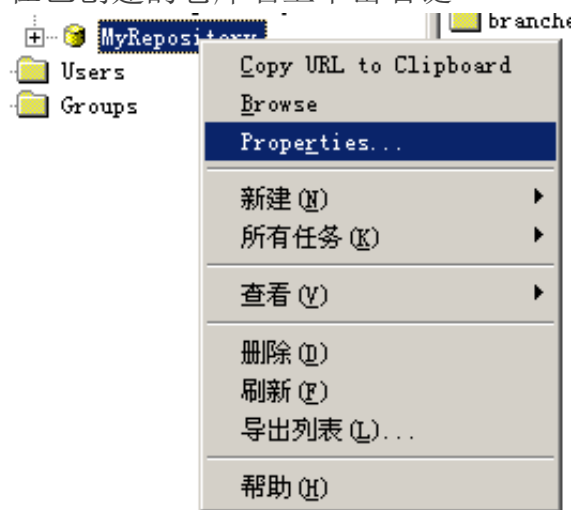 MyRepository
branche
Users
Groups
Copy URL to Clipboard
Browse
Properties...
新建(N)
所有任务(K)
查看(V)
删除(D)
刷新(F)
导出列表(L)...
帮助(H)